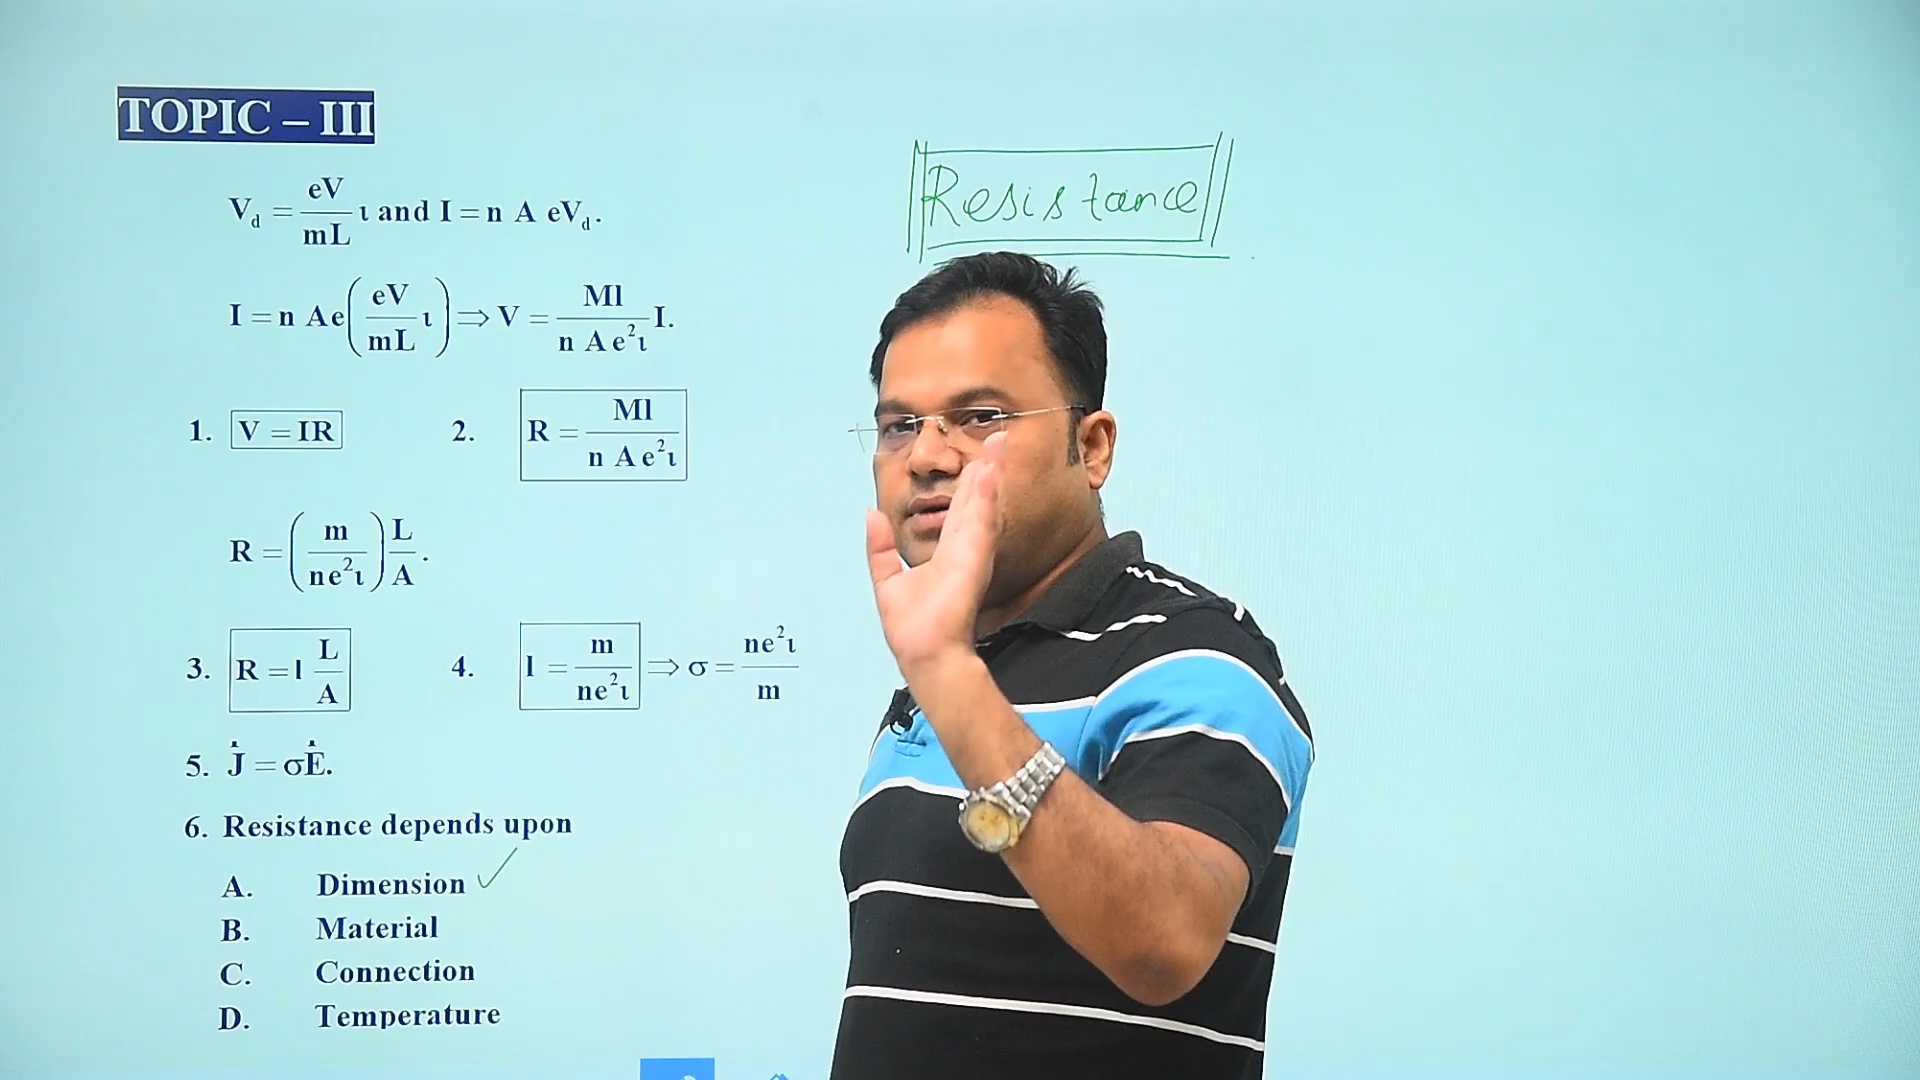 TOPIC – III
Resistance
V_d = eV/mL ι and I = n A eV_d.
I = n Ae(eV/mL ι) ⇒ V = Ml/n A e²ι I.
1. V = IR 2. R = Ml/n A e²ι
R = (m/ne²ι) L/A.
3. R = l L/A 4. l = m/ne²ι ⇒ σ = ne²ι/m
5. J = σE.
6. Resistance depends upon
A. Dimension ✓
B. Material
C. Connection
D. Temperature